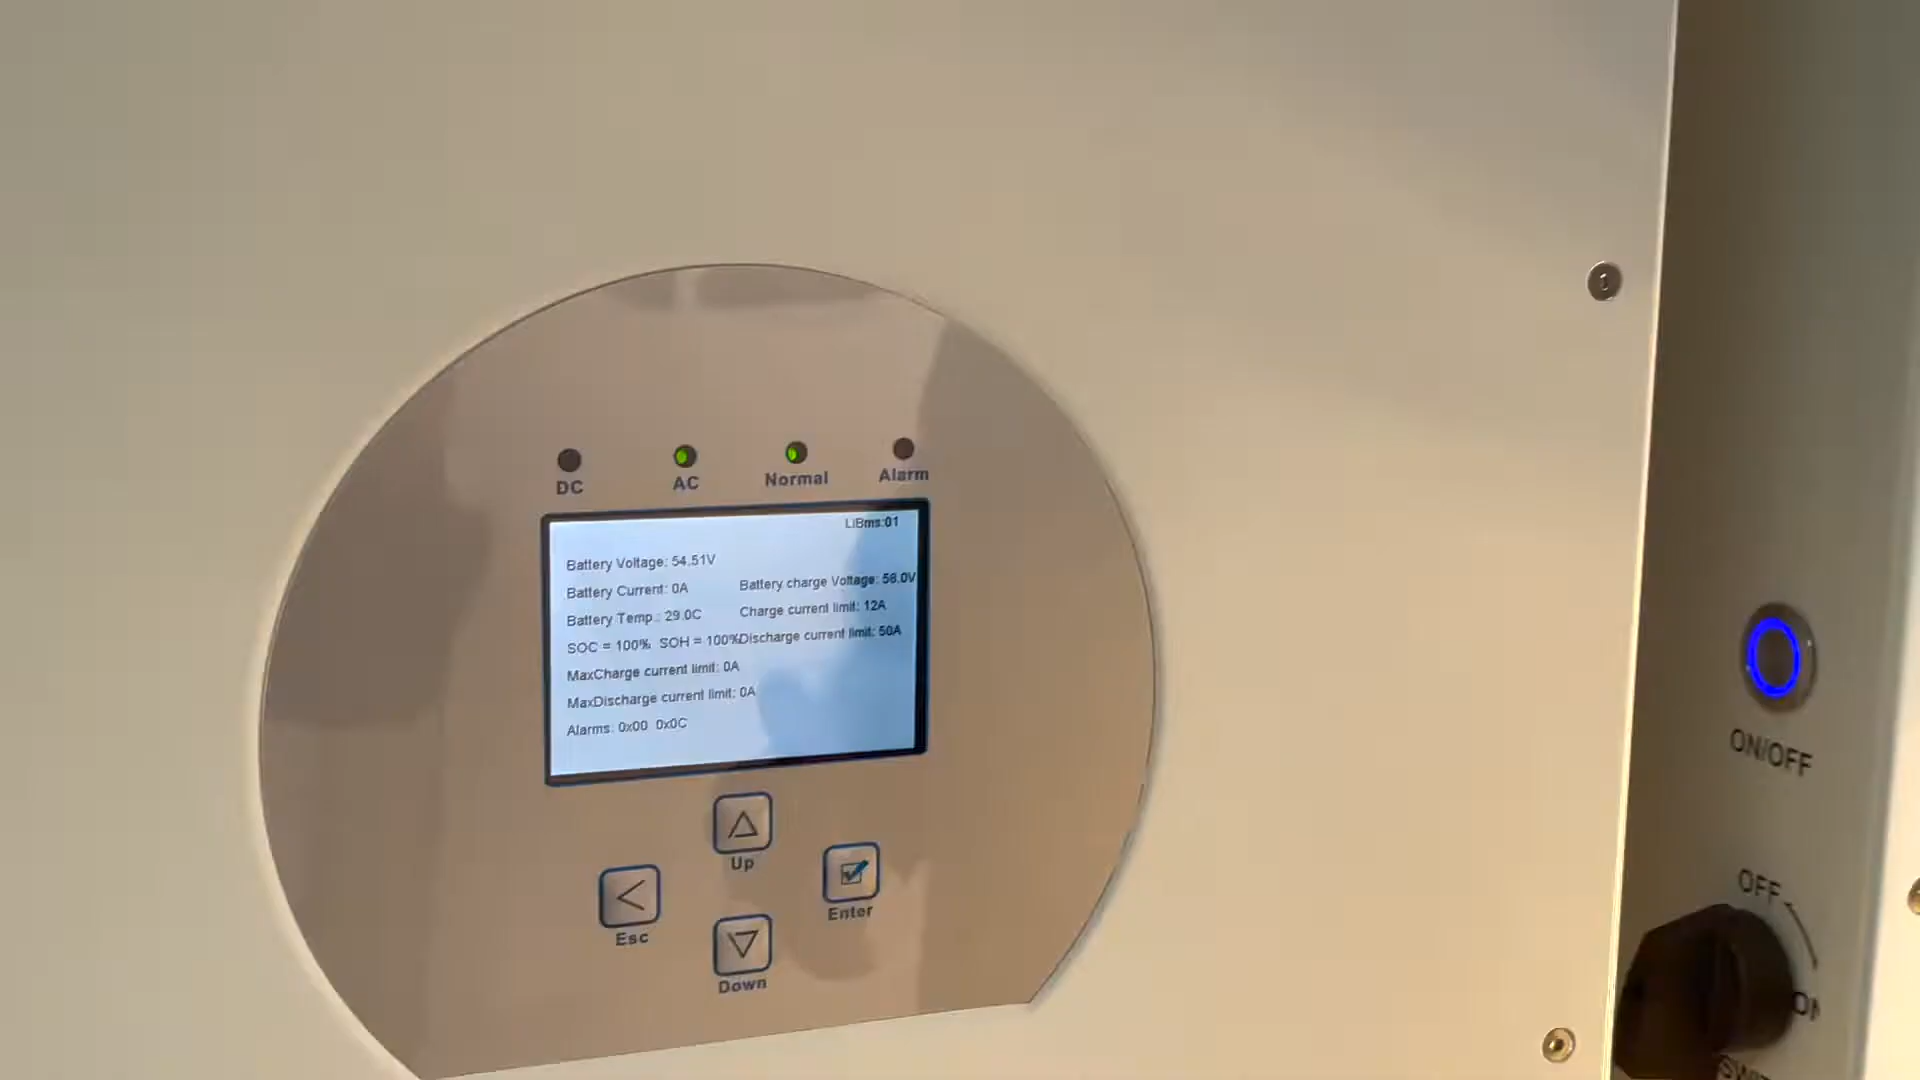 DC
AC
Normal
Alarm
LiBms:01
Battery Voltage: 54.51V
Battery Current: 0A
Battery charge Voltage: 56.0V
Battery Temp.: 29.0C
Charge current limit: 12A
SOC = 100% SOH = 100%
Discharge current limit: 50A
MaxCharge current limit: 0A
MaxDischarge current limit: 0A
Alarms: 0x00 0x0C
Up
Esc
Enter
Down
ON/OFF
OFF
ON